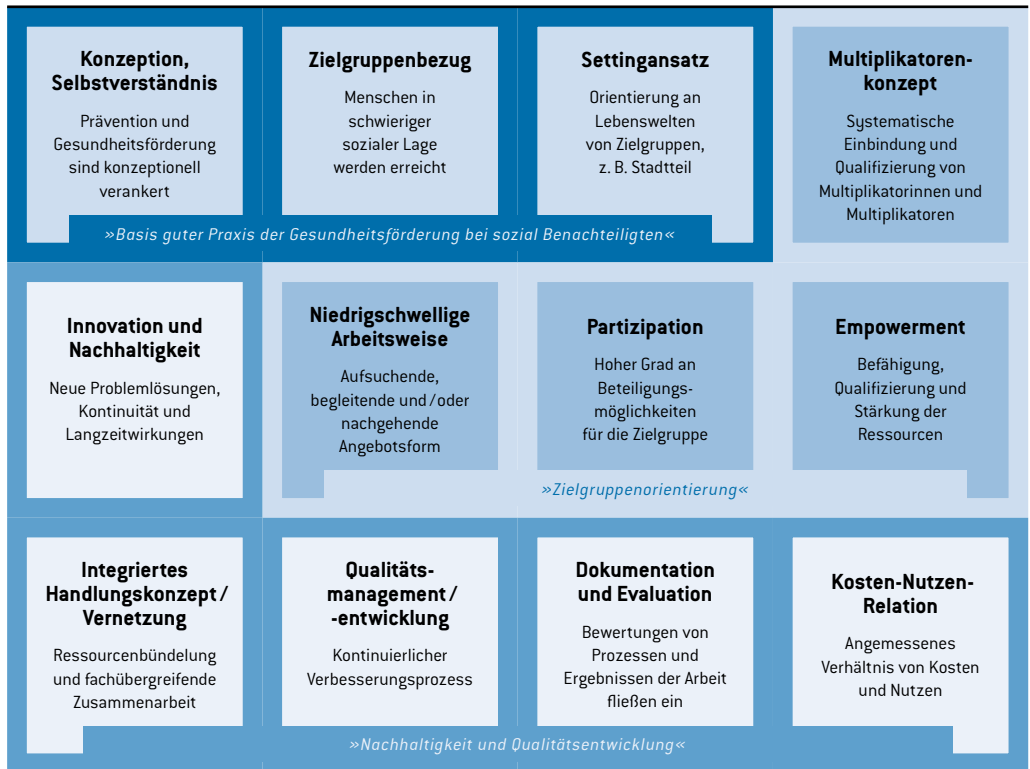 Konzeption,
Selbstverständnis
Prävention und
Gesundheitsförderung
sind konzeptionell
verankert
Zielgruppenbezug
Menschen in
schwieriger
sozialer Lage
werden erreicht
Settingansatz
Orientierung an
Lebenswelten
von Zielgruppen,
z. B. Stadtteil
Multiplikatoren-
konzept
Systematische
Einbindung und
Qualifizierung von
Multiplikatorinnen und
Multiplikatoren
»Basis guter Praxis der Gesundheitsförderung bei sozial Benachteiligten«
Innovation und
Nachhaltigkeit
Neue Problemlösungen,
Kontinuität und
Langzeitwirkungen
Niedrigschwellige
Arbeitsweise
Aufsuchende,
begleitende und/oder
nachgehende
Angebotsform
Partizipation
Hoher Grad an
Beteiligungs-
möglichkeiten
für die Zielgruppe
Empowerment
Befähigung,
Qualifizierung und
Stärkung der
Ressourcen
»Zielgruppenorientierung«
Integriertes
Handlungskonzept/
Vernetzung
Ressourcenbündelung
und fachübergreifende
Zusammenarbeit
Qualitäts-
management/
-entwicklung
Kontinuierlicher
Verbesserungsprozess
Dokumentation
und Evaluation
Bewertungen von
Prozessen und
Ergebnissen der Arbeit
fließen ein
Kosten-Nutzen-
Relation
Angemessenes
Verhältnis von Kosten
und Nutzen
»Nachhaltigkeit und Qualitätsentwicklung«